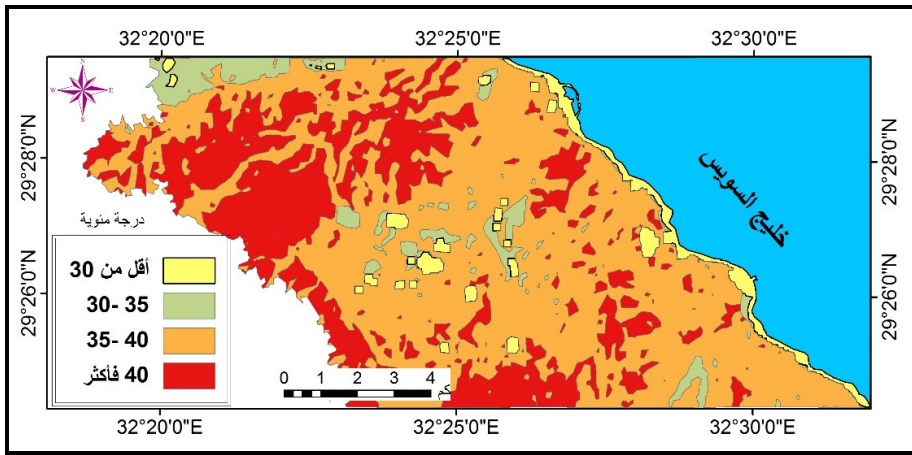 32°20'0"E 32°25'0"E 32°30'0"E
N
W E
S
29°28'0"N 29°28'0"N
خليج السويس
درجة مئوية
أقل من 30
30- 35
35- 40
40 فأكثر
29°26'0"N 29°26'0"N
0 1 2 3 4
كم
32°20'0"E 32°25'0"E 32°30'0"E